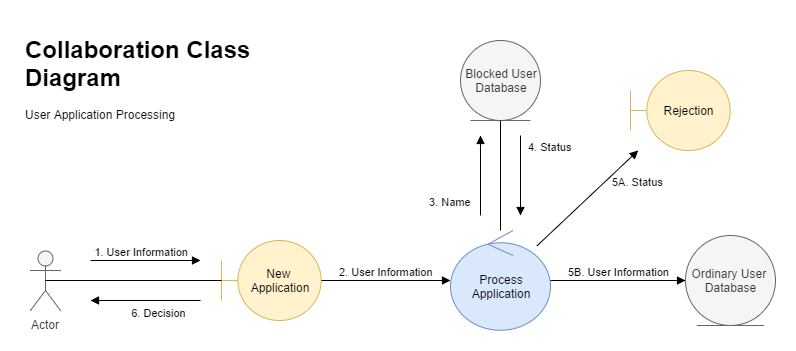 Collaboration Class
Diagram
User Application Processing
Blocked User
Database
Rejection
4. Status
5A. Status
3. Name
1. User Information
New
Application
2. User Information
Process
Application
5B. User Information
Ordinary User
Database
6. Decision
Actor